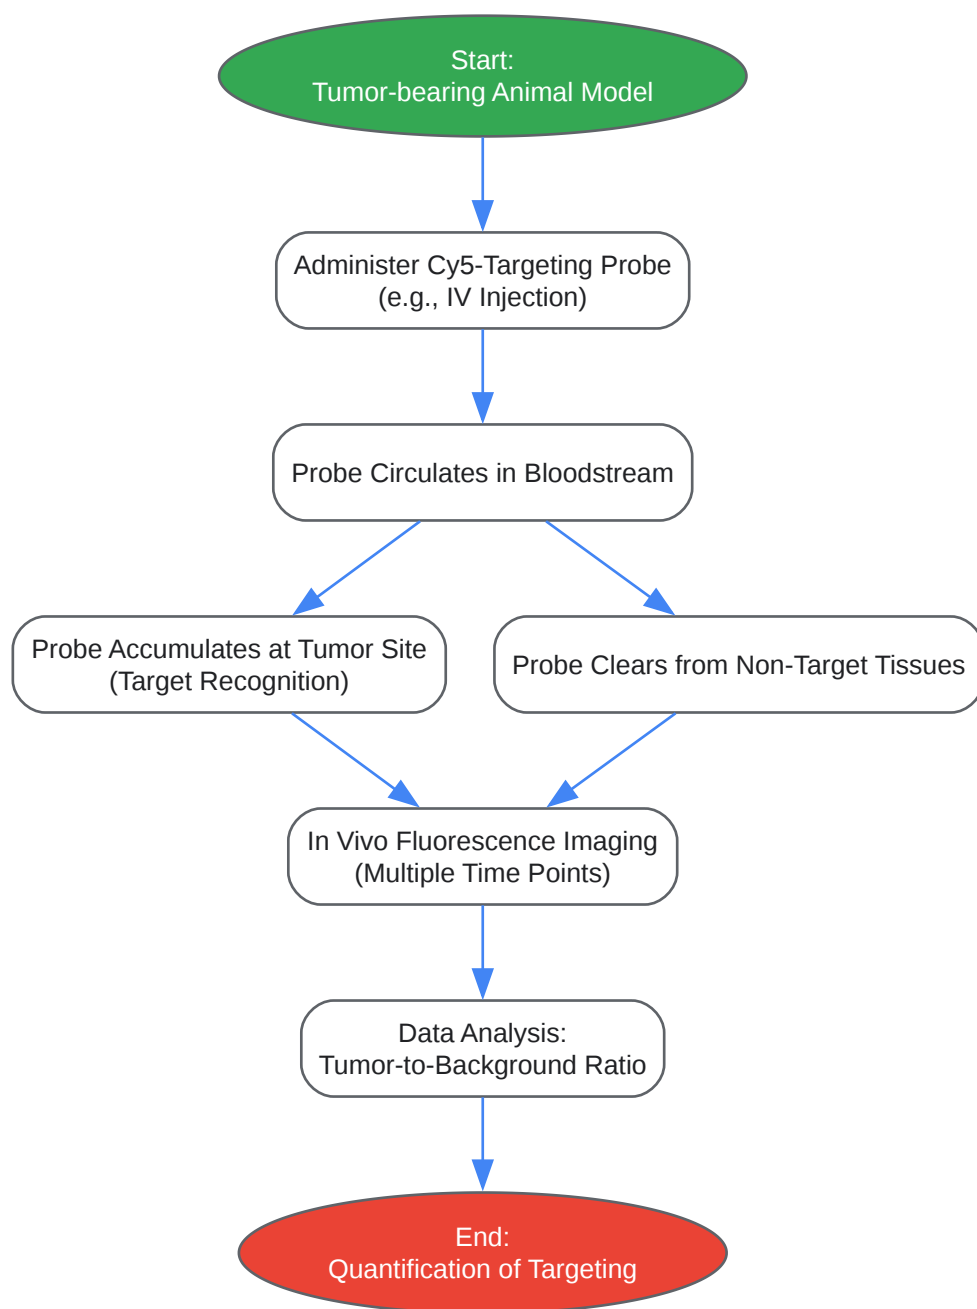 Start:
Tumor-bearing Animal Model
Administer Cy5-Targeting Probe
(e.g., IV Injection)
Probe Circulates in Bloodstream
Probe Accumulates at Tumor Site
(Target Recognition)
Probe Clears from Non-Target Tissues
In Vivo Fluorescence Imaging
(Multiple Time Points)
Data Analysis:
Tumor-to-Background Ratio
End:
Quantification of Targeting